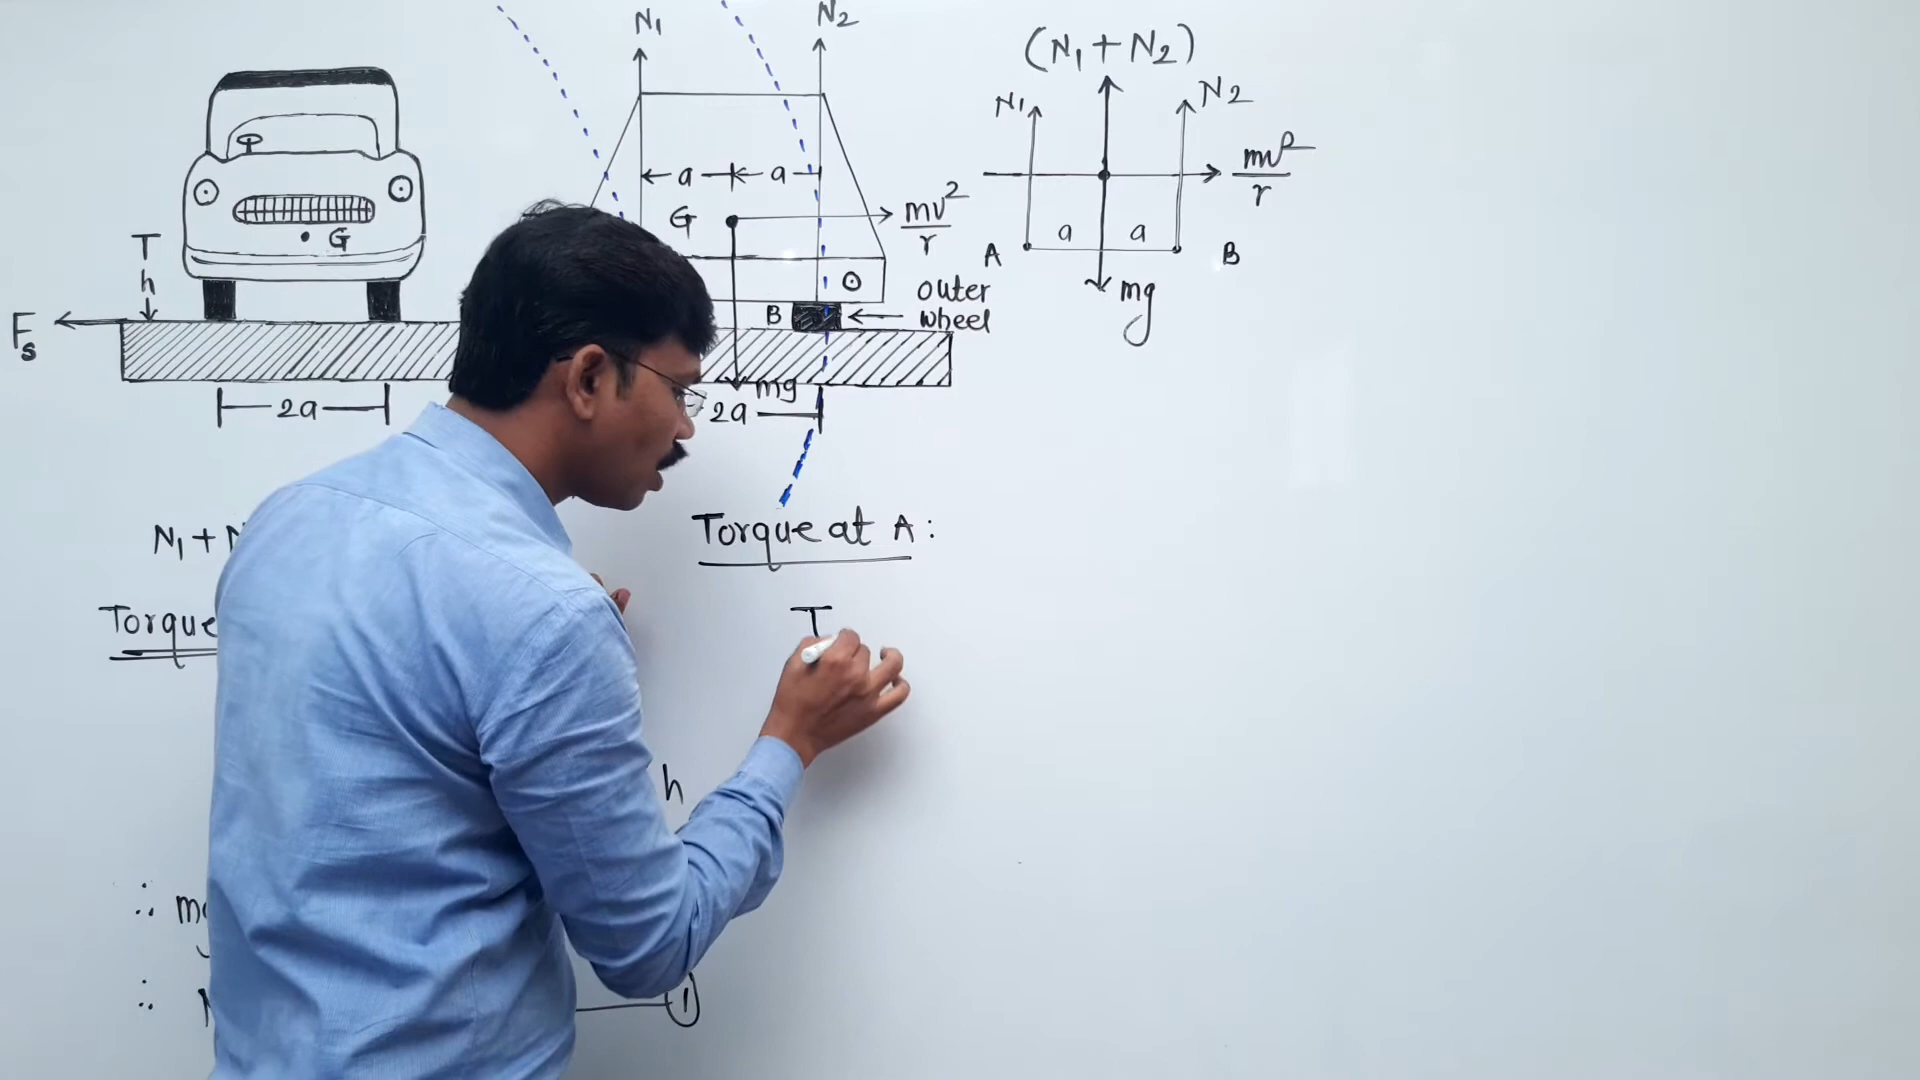 N₁
N₂
(N₁ + N₂)
N₁
N₂
a
a
mv²/r
G
mv²/r
T
G
h
a
a
A
B
mg
outer
wheel
B
Fs
mg
2a
2a
N₁ +
Torque at A :
Torque
T
h
∴
∴
1